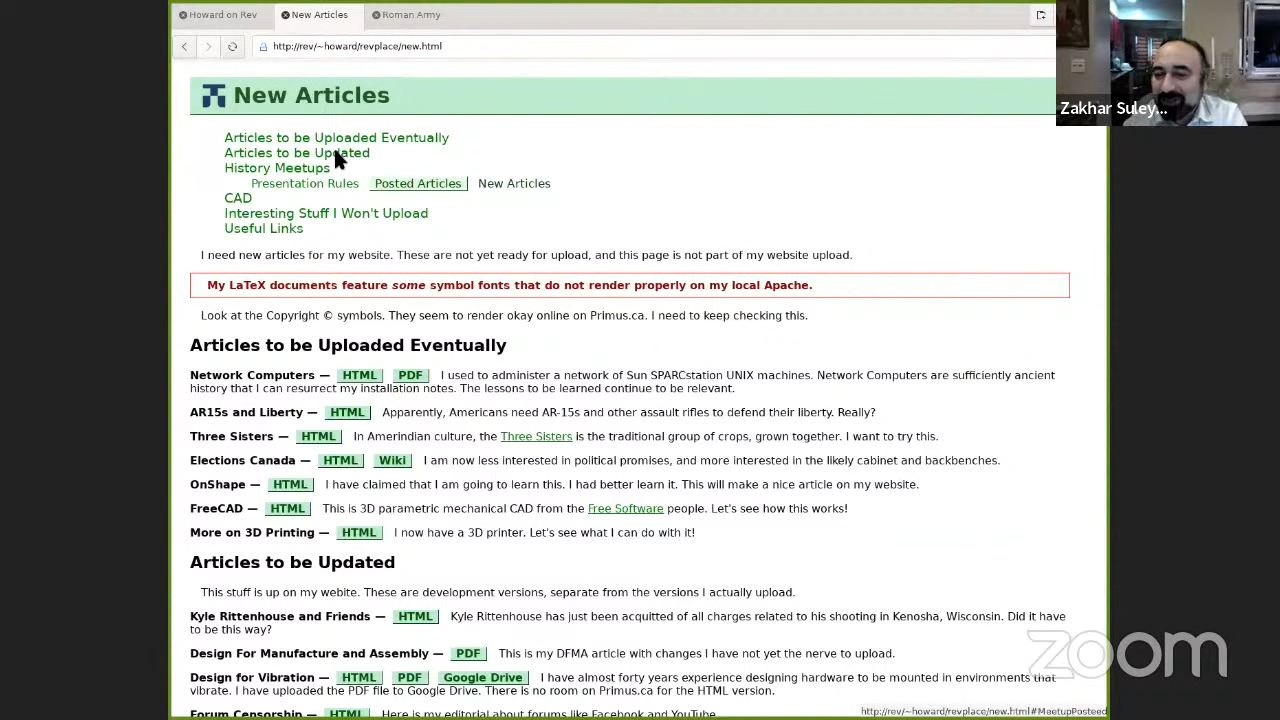 Howard on Rev
New Articles
Roman Army
http://rev/~howard/revplace/new.html
Zakhar Suley...
New Articles
Articles to be Uploaded Eventually
Articles to be Updated
History Meetups
Presentation Rules Posted Articles New Articles
CAD
Interesting Stuff I Won't Upload
Useful Links
I need new articles for my website. These are not yet ready for upload, and this page is not part of my website upload.
My LaTeX documents feature some symbol fonts that do not render properly on my local Apache.
Look at the Copyright © symbols. They seem to render okay online on Primus.ca. I need to keep checking this.
Articles to be Uploaded Eventually
Network Computers — HTML PDF I used to administer a network of Sun SPARCstation UNIX machines. Network Computers are sufficiently ancient
history that I can resurrect my installation notes. The lessons to be learned continue to be relevant.
AR15s and Liberty — HTML Apparently, Americans need AR-15s and other assault rifles to defend their liberty. Really?
Three Sisters — HTML In Amerindian culture, the Three Sisters is the traditional group of crops, grown together. I want to try this.
Elections Canada — HTML Wiki I am now less interested in political promises, and more interested in the likely cabinet and backbenches.
OnShape — HTML I have claimed that I am going to learn this. I had better learn it. This will make a nice article on my website.
FreeCAD — HTML This is 3D parametric mechanical CAD from the Free Software people. Let's see how this works!
More on 3D Printing — HTML I now have a 3D printer. Let's see what I can do with it!
Articles to be Updated
This stuff is up on my webite. These are development versions, separate from the versions I actually upload.
Kyle Rittenhouse and Friends — HTML Kyle Rittenhouse has just been acquitted of all charges related to his shooting in Kenosha, Wisconsin. Did it have
to be this way?
Design For Manufacture and Assembly — PDF This is my DFMA article with changes I have not yet the nerve to upload.
Design for Vibration — HTML PDF Google Drive I have almost forty years experience designing hardware to be mounted in environments that
vibrate. I have uploaded the PDF file to Google Drive. There is no room on Primus.ca for the HTML version.
Forum Censorship — HTML Here is my editorial about forums like Facebook and YouTube.
http://rev/~howard/revplace/new.html#MeetupPosteed
zoom